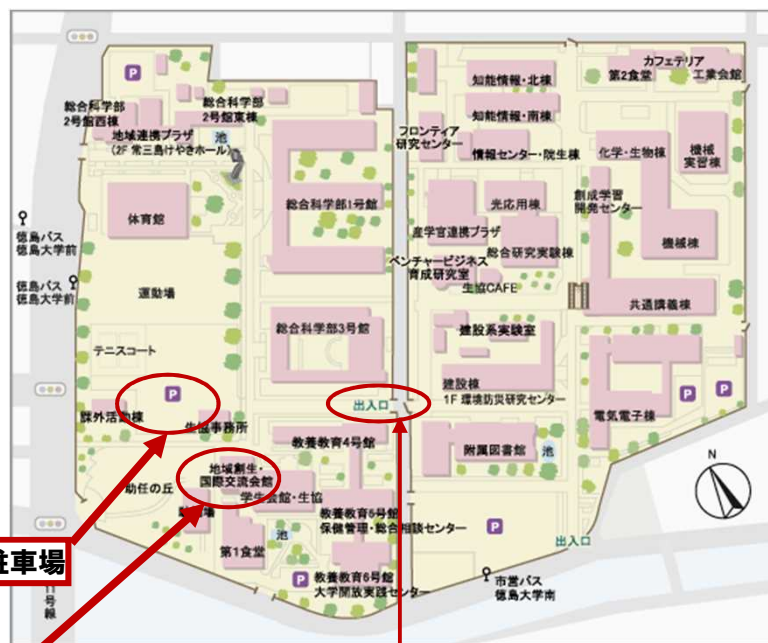 P
総合科学部
2号館西棟
総合科学部
2号館東棟
地域連携プラザ
(2F 常三島けやきホール)
池
体育館
総合科学部1号館
徳島バス
徳島大学前
徳島バス
徳島大学前
運動場
テニスコート
総合科学部3号館
P
課外活動棟
生協事務所
出入口
教養教育4号館
地域創生・
国際交流会館
学生会館・生協
助任の丘
第1食堂
池
教養教育5号館
保健管理・総合相談センター
P
教養教育6号館
大学開放実践センター
駐車場
11号線
知能情報・北棟
カフェテリア
第2食堂
工業会館
知能情報・南棟
フロンティア
研究センター
情報センター・院生棟
化学・生物棟
機械
実習棟
光応用棟
創成学習
開発センター
産学官連携プラザ
総合研究実験棟
機械棟
ベンチャービジネス
育成研究室
生協CAFE
共通講義棟
建設系実験室
建設棟
1F 環境防災研究センター
電気電子棟
P
P
附属図書館
池
N
P
出入口
市営バス
徳島大学南